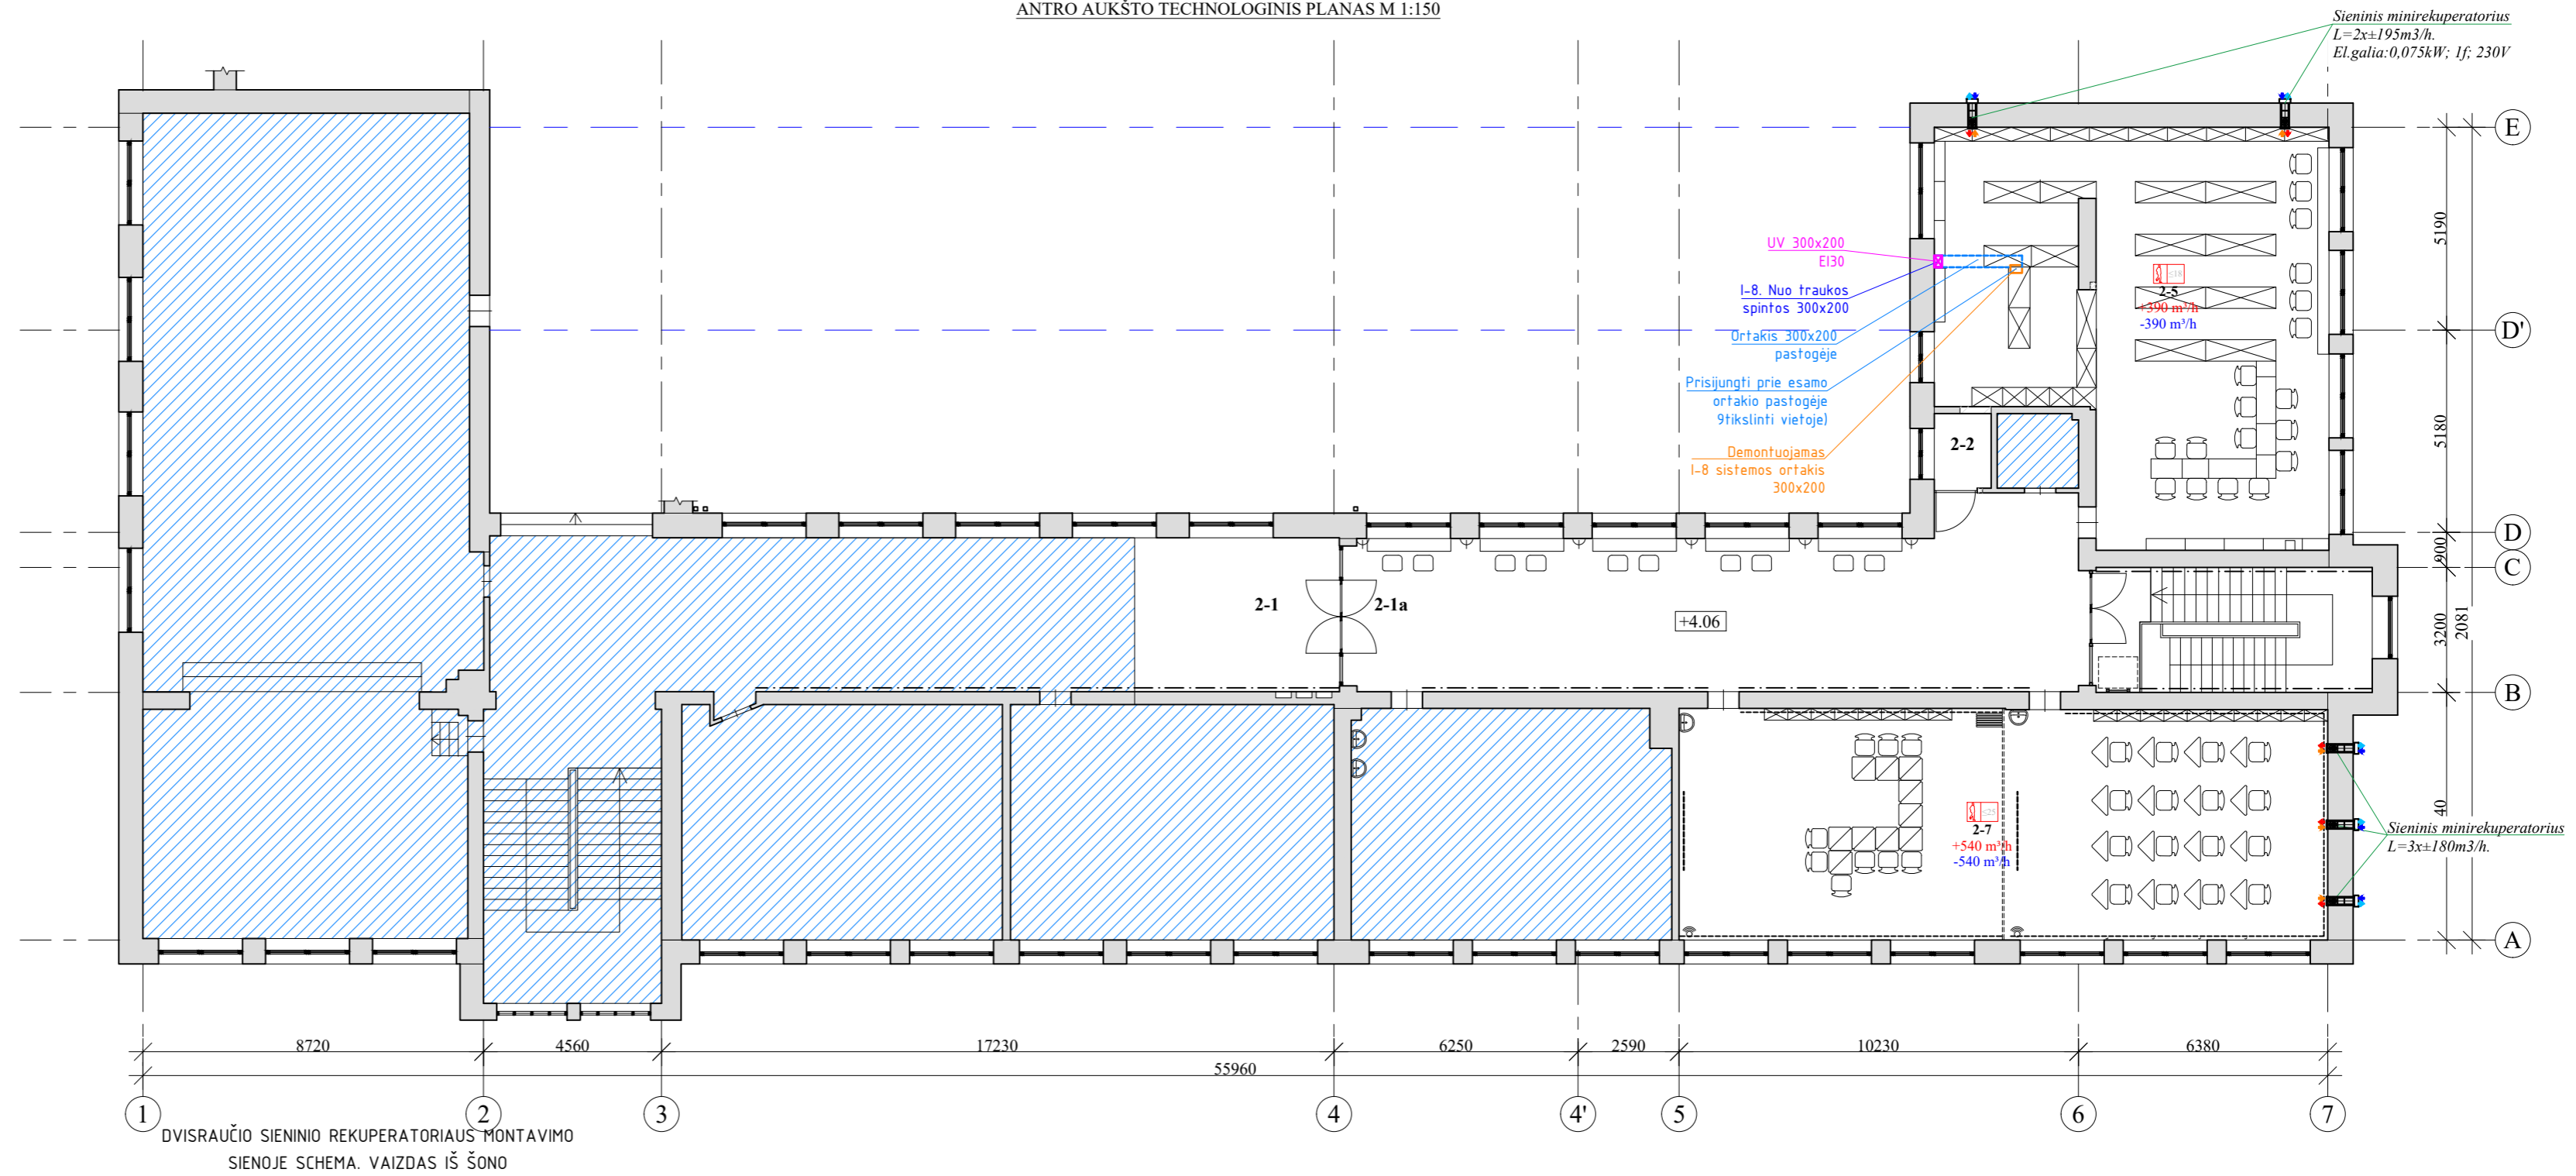 ANTRO AUKŠTO TECHNOLOGINIS PLANAS M 1:150
Sieninis minirekuperatorius
L=2x±195m3/h.
El.galia:0,075kW; 1f; 230V
E
D'
D
C
B
A
5190
5180
900
3200
2081
40
UV 300x200
EI30
I-8. Nuo traukos
spintos 300x200
Ortakis 300x200
pastogėje
Prisijungti prie esamo
ortakio pastogėje
9tikslinti vietoje)
Demontuojamas
I-8 sistemos ortakis
300x200
≤18
2-5
+390 m³/h
-390 m³/h
2-2
2-1
2-1a
+4.06
≤25
2-7
+540 m³/h
-540 m³/h
Sieninis minirekuperatorius
L=3x±180m3/h.
8720
4560
17230
6250
2590
10230
6380
55960
1
2
3
4
4'
5
6
7
DVISRAUČIO SIENINIO REKUPERATORIAUS MONTAVIMO
SIENOJE SCHEMA. VAIZDAS IŠ ŠONO